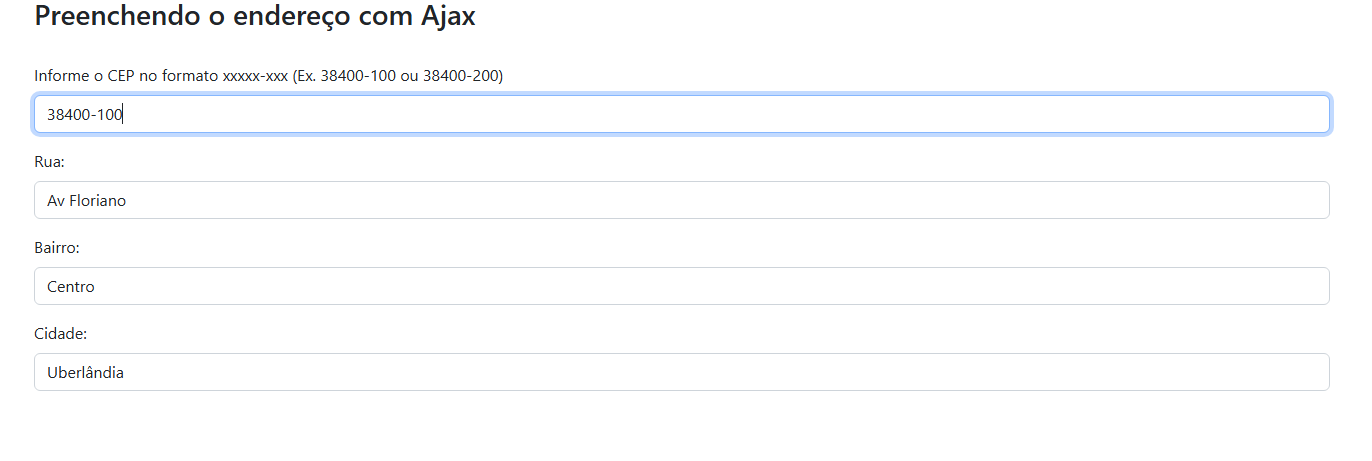 Preenchendo o endereço com Ajax
Informe o CEP no formato xxxxx-xxx (Ex. 38400-100 ou 38400-200)
38400-100
Rua:
Av Floriano
Bairro:
Centro
Cidade:
Uberlândia